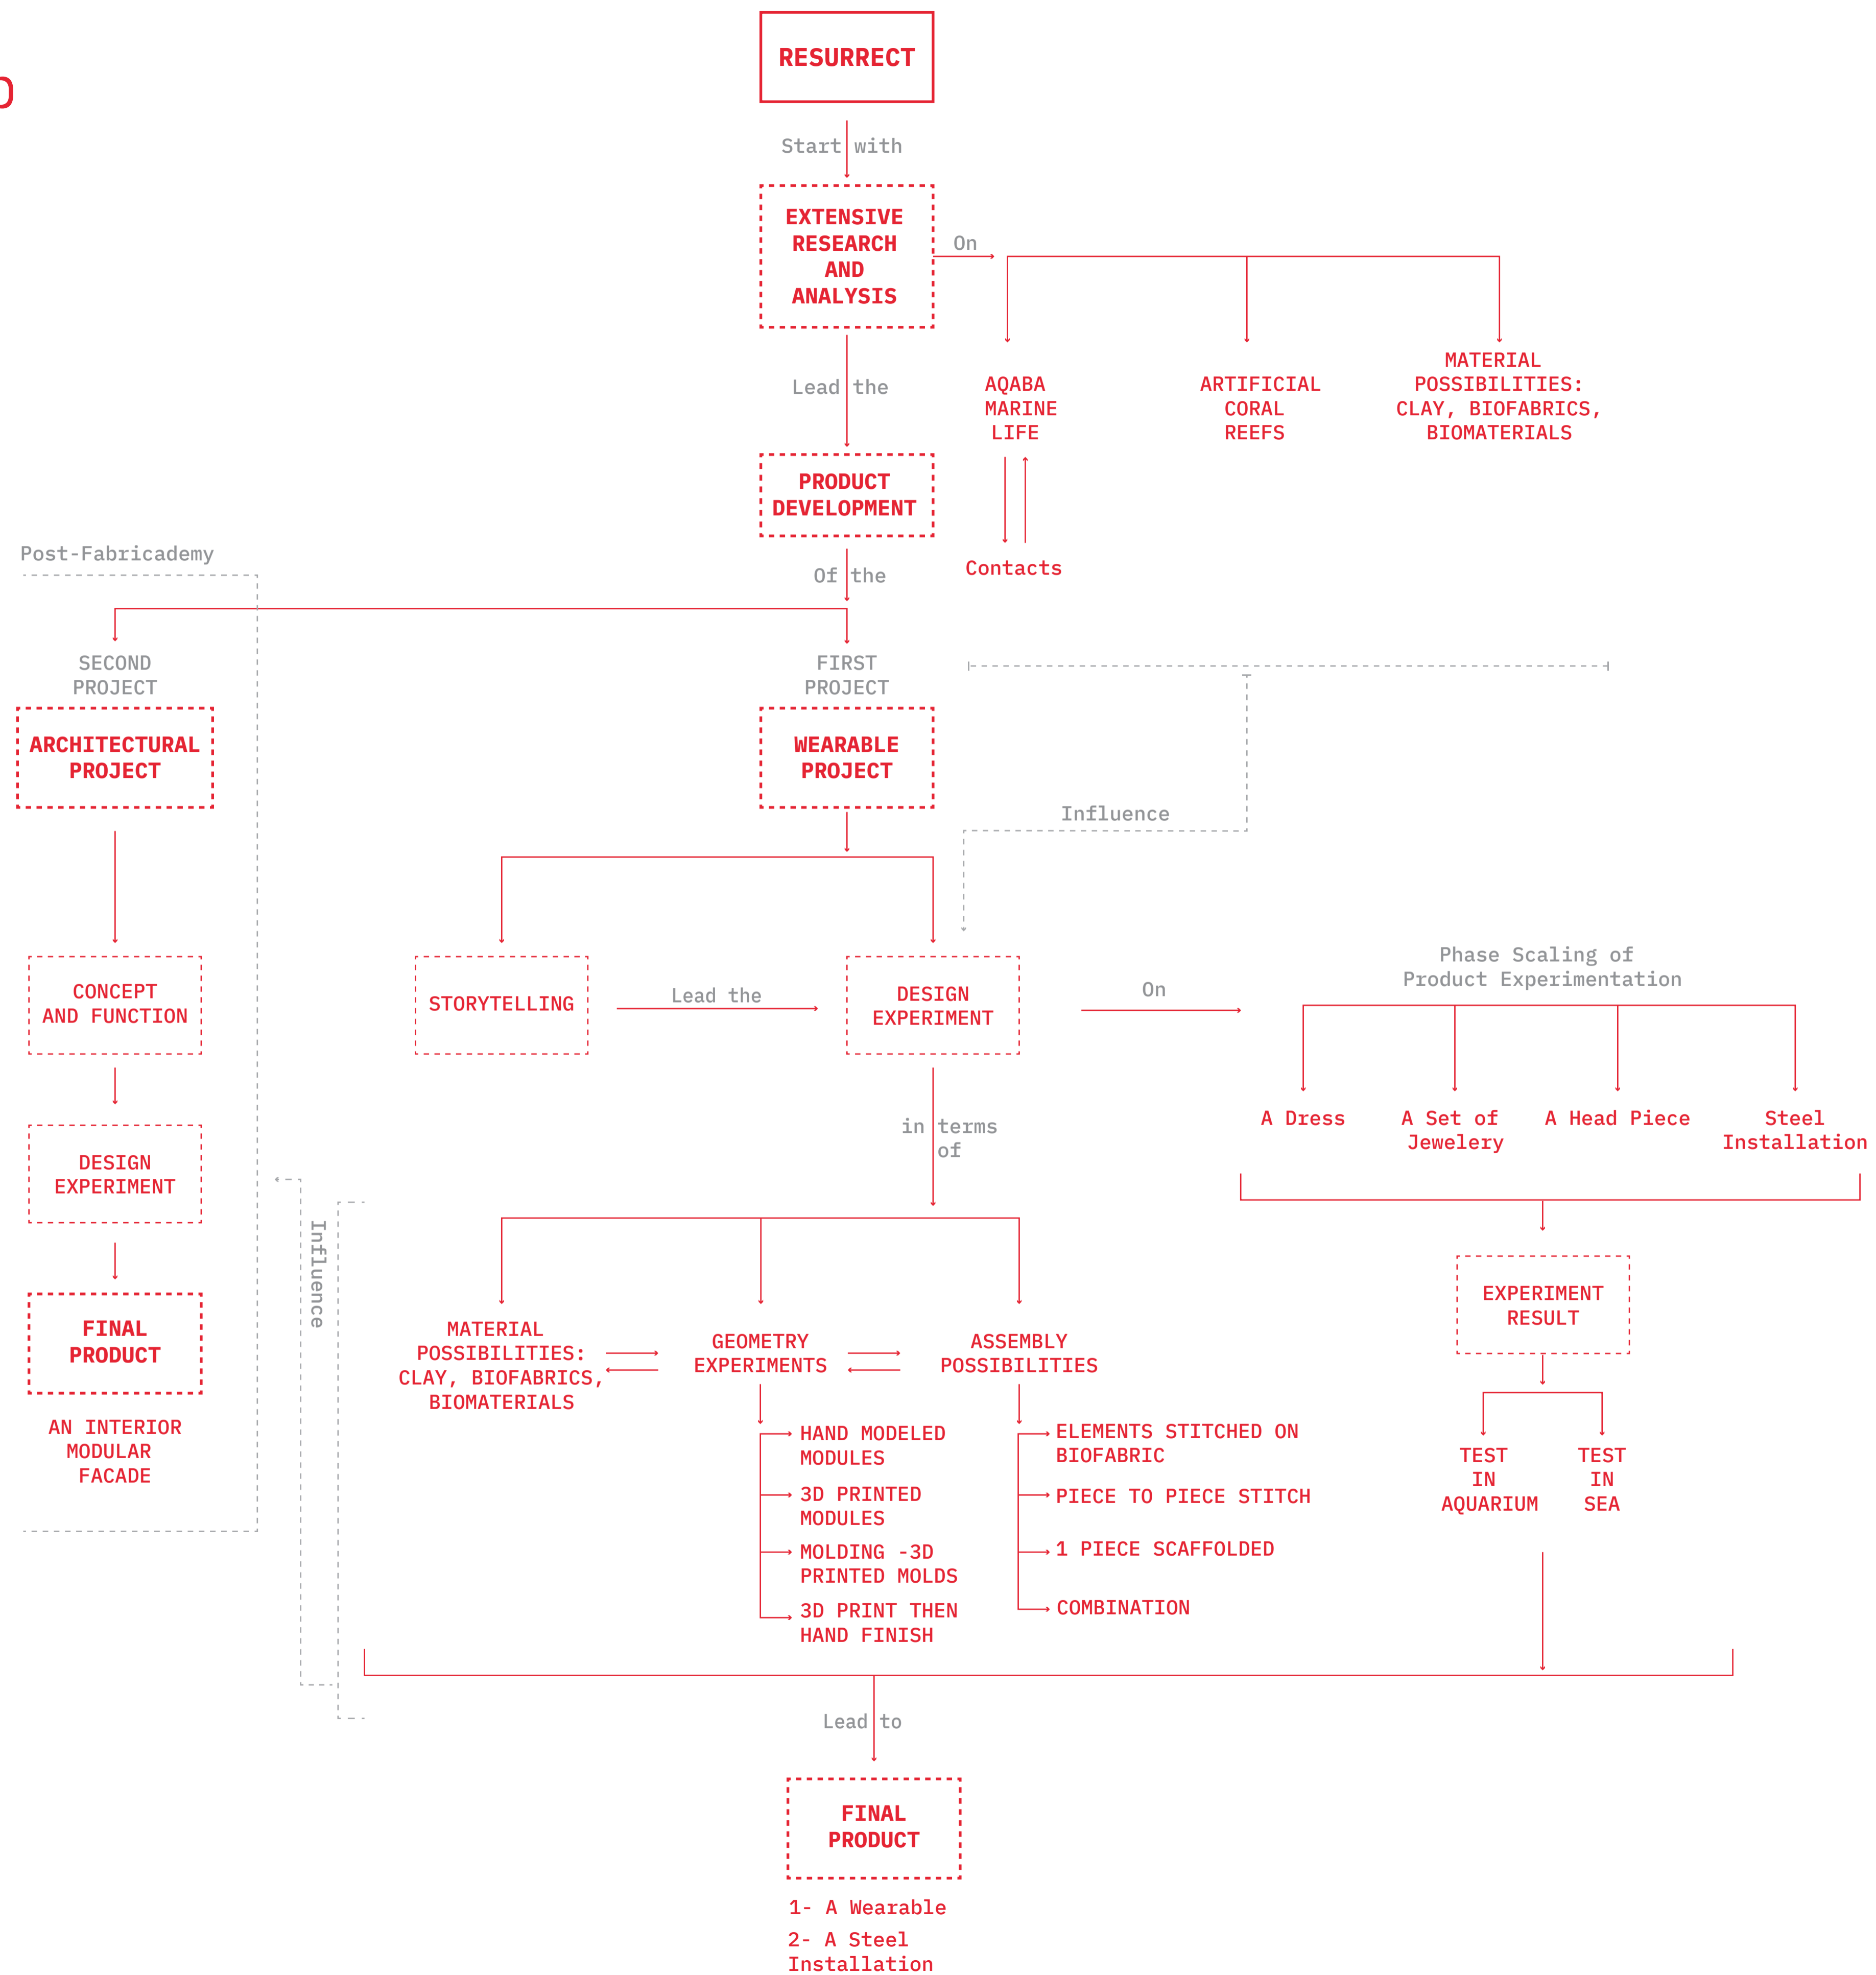 RESURRECT
Start with
EXTENSIVE
RESEARCH
AND
ANALYSIS
On
AQABA
MARINE
LIFE
ARTIFICIAL
CORAL
REEFS
MATERIAL
POSSIBILITIES:
CLAY, BIOFABRICS,
BIOMATERIALS
Contacts
Lead the
PRODUCT
DEVELOPMENT
Of the
Post-Fabricademy
SECOND
PROJECT
ARCHITECTURAL
PROJECT
CONCEPT
AND FUNCTION
DESIGN
EXPERIMENT
FINAL
PRODUCT
AN INTERIOR
MODULAR
FACADE
Influence
FIRST
PROJECT
WEARABLE
PROJECT
Influence
STORYTELLING
Lead the
DESIGN
EXPERIMENT
On
Phase Scaling of
Product Experimentation
A Dress
A Set of
Jewelery
A Head Piece
Steel
Installation
EXPERIMENT
RESULT
TEST
IN
AQUARIUM
TEST
IN
SEA
in terms
of
MATERIAL
POSSIBILITIES:
CLAY, BIOFABRICS,
BIOMATERIALS
GEOMETRY
EXPERIMENTS
HAND MODELED
MODULES
3D PRINTED
MODULES
MOLDING -3D
PRINTED MOLDS
3D PRINT THEN
HAND FINISH
ASSEMBLY
POSSIBILITIES
ELEMENTS STITCHED ON
BIOFABRIC
PIECE TO PIECE STITCH
1 PIECE SCAFFOLDED
COMBINATION
Lead to
FINAL
PRODUCT
1- A Wearable
2- A Steel
Installation